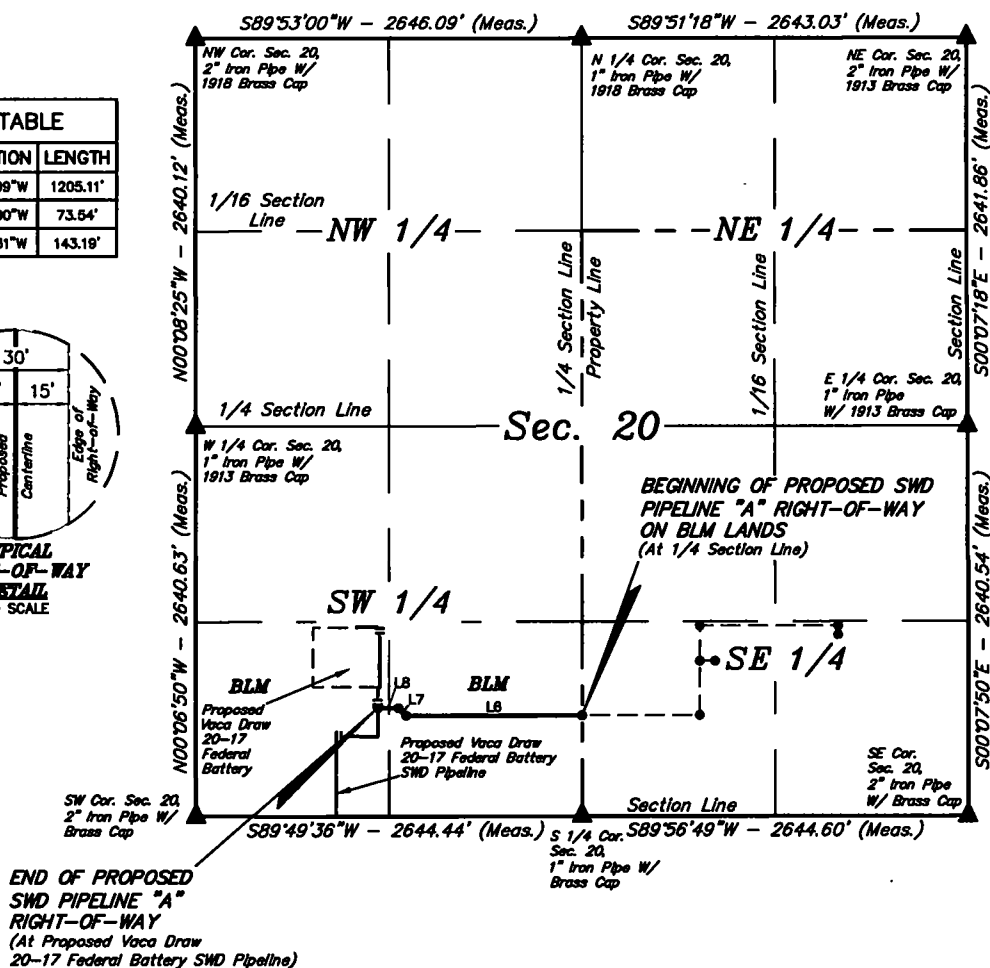 S89°53'00"W – 2646.09' (Meas.)
S89°51'18"W – 2643.03' (Meas.)
NW Cor. Sec. 20,
2" Iron Pipe W/
1918 Brass Cap
N 1/4 Cor. Sec. 20,
1" Iron Pipe W/
1918 Brass Cap
NE Cor. Sec. 20,
2" Iron Pipe W/
1913 Brass Cap
TABLE
TION LENGTH
9"W 1205.11'
0"W 73.54'
1"W 143.19'
N00°08'25"W – 2640.12' (Meas.)
1/16 Section
Line
NW 1/4
NE 1/4
1/4 Section Line
Property Line
1/16 Section Line
Section Line
S00°07'18"E – 2641.86' (Meas.)
30'
15'
Proposed
Centerline
Edge of
Right-of-Way
PICAL
-OF-WAY
ETAIL
SCALE
1/4 Section Line
E 1/4 Cor. Sec. 20,
1" Iron Pipe
W/ 1913 Brass Cap
Sec. 20
W 1/4 Cor. Sec. 20,
1" Iron Pipe W/
1913 Brass Cap
BEGINNING OF PROPOSED SWD
PIPELINE "A" RIGHT-OF-WAY
ON BLM LANDS
(At 1/4 Section Line)
N00°06'50"W – 2640.63' (Meas.)
S00°07'50"E – 2640.54' (Meas.)
SW 1/4
SE 1/4
BLM
BLM
L8
L7
L6
Proposed
Vaca Draw
20-17
Federal
Battery
Proposed Vaca Draw
20-17 Federal Battery
SWD Pipeline
SE Cor.
Sec. 20,
2" Iron Pipe
W/ Brass Cap
SW Cor. Sec. 20,
2" Iron Pipe W/
Brass Cap
Section Line
S89°49'36"W – 2644.44' (Meas.)
S89°56'49"W – 2644.60' (Meas.)
S 1/4 Cor.
Sec. 20,
1" Iron Pipe W/
Brass Cap
END OF PROPOSED
SWD PIPELINE "A"
RIGHT-OF-WAY
(At Proposed Vaca Draw
20-17 Federal Battery SWD Pipeline)